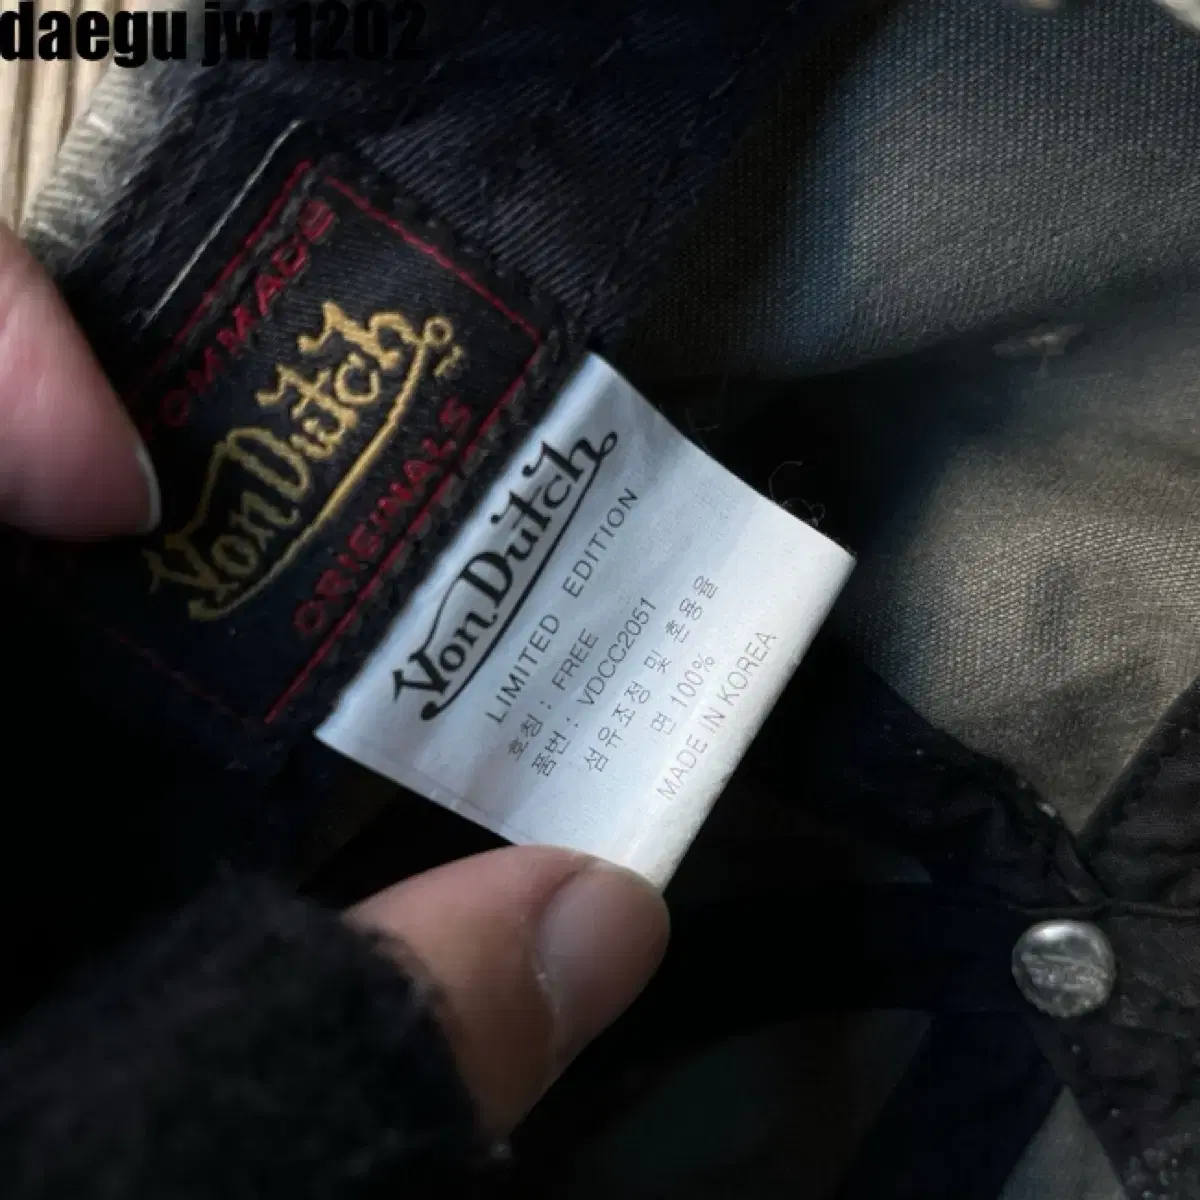 daegu jw 1202
Von Dutch
ORIGINALS
Von Dutch
LIMITED EDITION
호칭 : FREE
품번 : VDCC2051
섬유조정 및 혼용율
면 100%
MADE IN KOREA